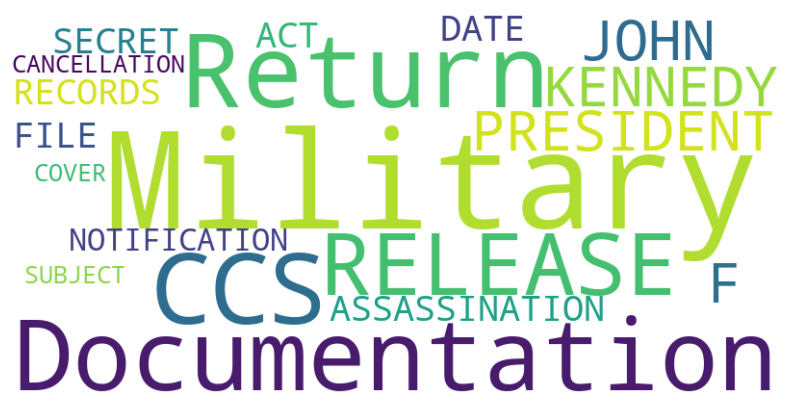 SECRET
ACT
DATE
JOHN
CANCELLATION
Return
KENNEDY
RECORDS
PRESIDENT
FILE
Military
COVER
NOTIFICATION
CCS
RELEASE
F
SUBJECT
ASSASSINATION
Documentation